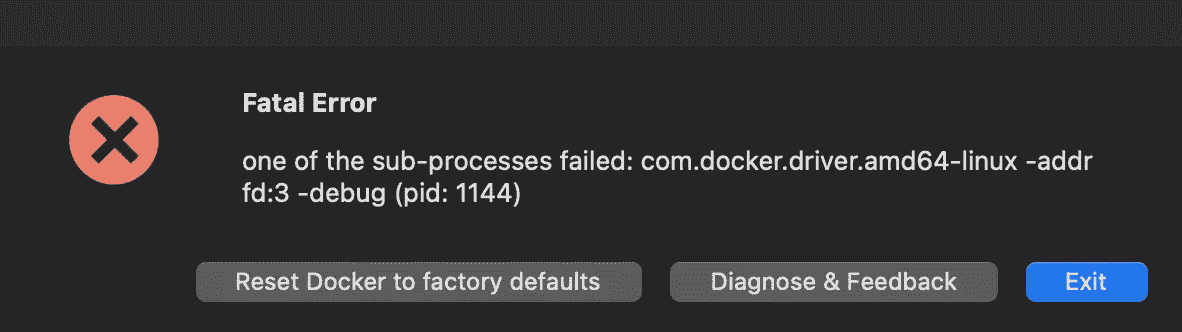 Fatal Error
one of the sub-processes failed: com.docker.driver.amd64-linux -addr
fd:3 -debug (pid: 1144)
Reset Docker to factory defaults
Diagnose & Feedback
Exit